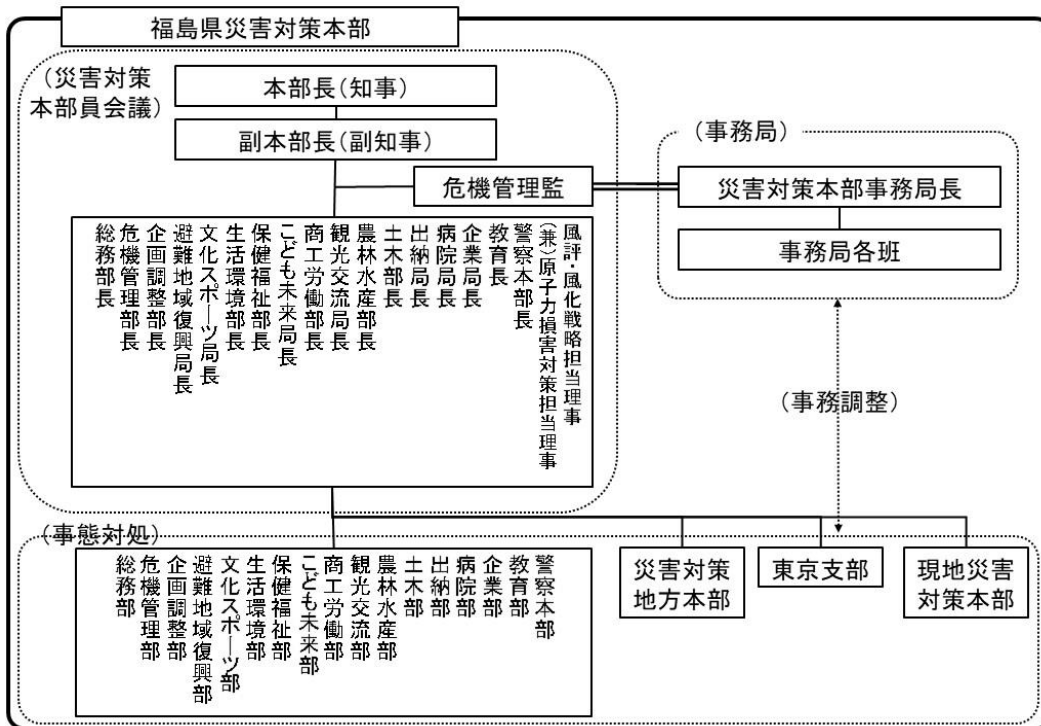 福島県災害対策本部
(災害対策
本部員会議)
本部長(知事)
副本部長(副知事)
危機管理監
(事務局)
災害対策本部事務局長
事務局各班
総務部長
危機管理部長
企画調整部長
避難地域復興局長
文化スポーツ局長
生活環境部長
保健福祉部長
こども未来局長
商工労働部長
観光交流局長
農林水産部長
土木部長
出納局長
病院局長
企業局長
教育長
警察本部長
(兼)原子力損害対策担当理事
風評・風化戦略担当理事
(事務調整)
(事態対処)
総務部
危機管理部
企画調整部
避難地域復興部
文化スポーツ部
生活環境部
保健福祉部
こども未来部
商工労働部
観光交流部
農林水産部
土木部
出納部
病院部
企業部
教育部
警察本部
災害対策
地方本部
東京支部
現地災害
対策本部